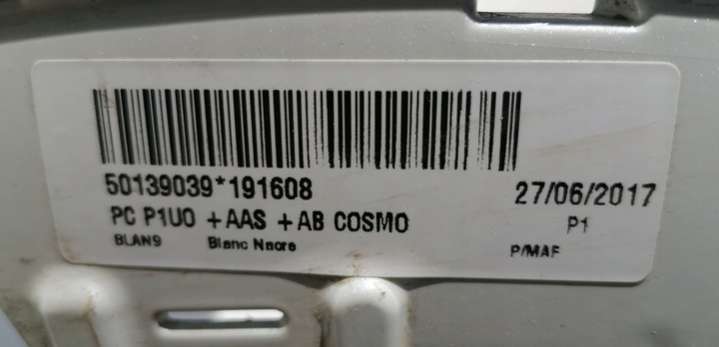 50139039*191608 27/06/2017
PC P1U0 +AAS +AB COSMO P1
BLAN9 Blanc Nacre P/MAF